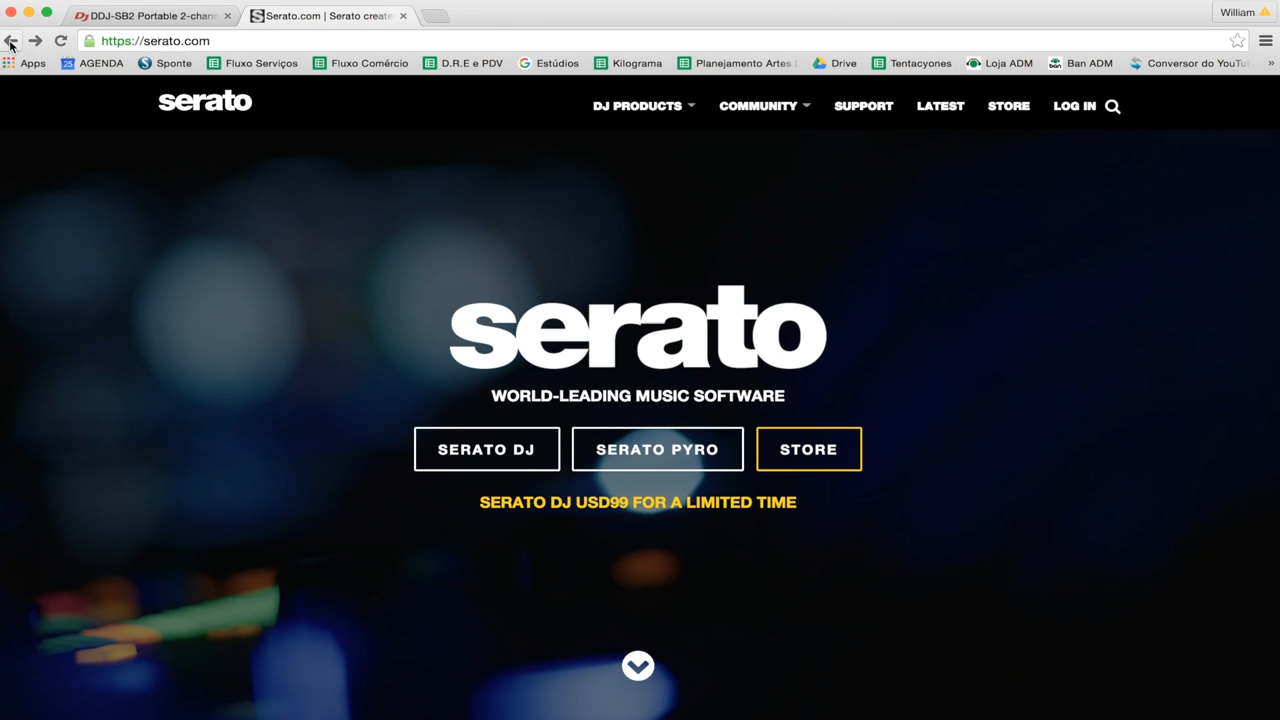 DDJ-SB2 Portable 2-chann
Serato.com | Serato create
William
https://serato.com
Apps
25 AGENDA
Sponte
Fluxo Serviços
Fluxo Comércio
D.R.E e PDV
Estúdios
Kilograma
Planejamento Artes
Drive
Tentacyones
Loja ADM
ban Ban ADM
Conversor do YouTu
»
serato
DJ PRODUCTS
COMMUNITY
SUPPORT
LATEST
STORE
LOG IN
serato
WORLD-LEADING MUSIC SOFTWARE
SERATO DJ
SERATO PYRO
STORE
SERATO DJ USD99 FOR A LIMITED TIME